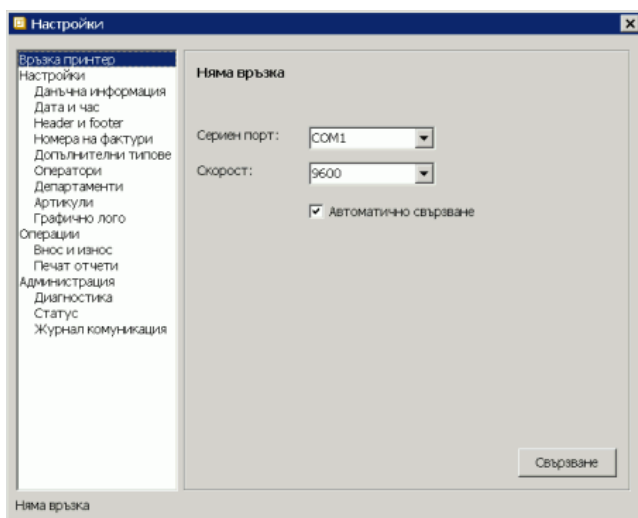 Настройки
Връзка принтер
Настройки
Данъчна информация
Дата и час
Header и footer
Номера на фактури
Допълнителни типове
Оператори
Департаменти
Артикули
Графично лого
Операции
Внос и износ
Печат отчети
Администрация
Диагностика
Статус
Журнал комуникация
Няма връзка
Сериен порт: COM1
Скорост: 9600
Автоматично свързване
Свързване
Няма връзка